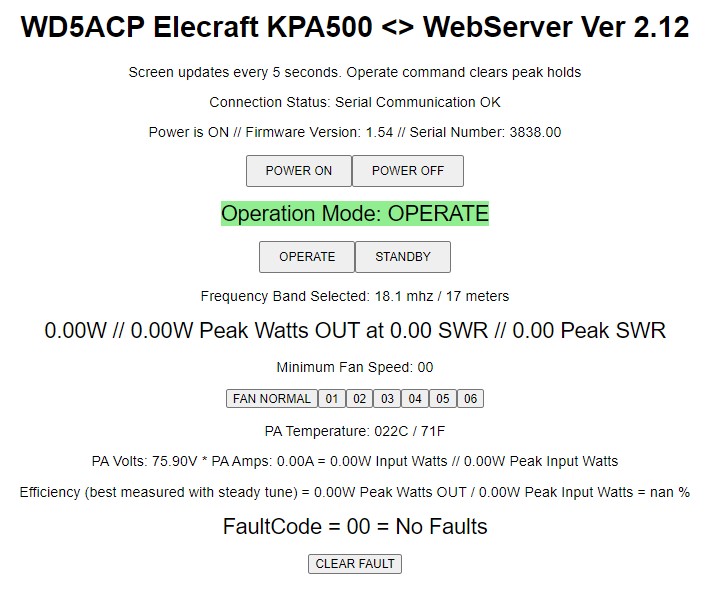 WD5ACP Elecraft KPA500 <> WebServer Ver 2.12
Screen updates every 5 seconds. Operate command clears peak holds
Connection Status: Serial Communication OK
Power is ON // Firmware Version: 1.54 // Serial Number: 3838.00
POWER ON POWER OFF
Operation Mode: OPERATE
OPERATE STANDBY
Frequency Band Selected: 18.1 mhz / 17 meters
0.00W // 0.00W Peak Watts OUT at 0.00 SWR // 0.00 Peak SWR
Minimum Fan Speed: 00
FAN NORMAL 01 02 03 04 05 06
PA Temperature: 022C / 71F
PA Volts: 75.90V * PA Amps: 0.00A = 0.00W Input Watts // 0.00W Peak Input Watts
Efficiency (best measured with steady tune) = 0.00W Peak Watts OUT / 0.00W Peak Input Watts = nan %
FaultCode = 00 = No Faults
CLEAR FAULT